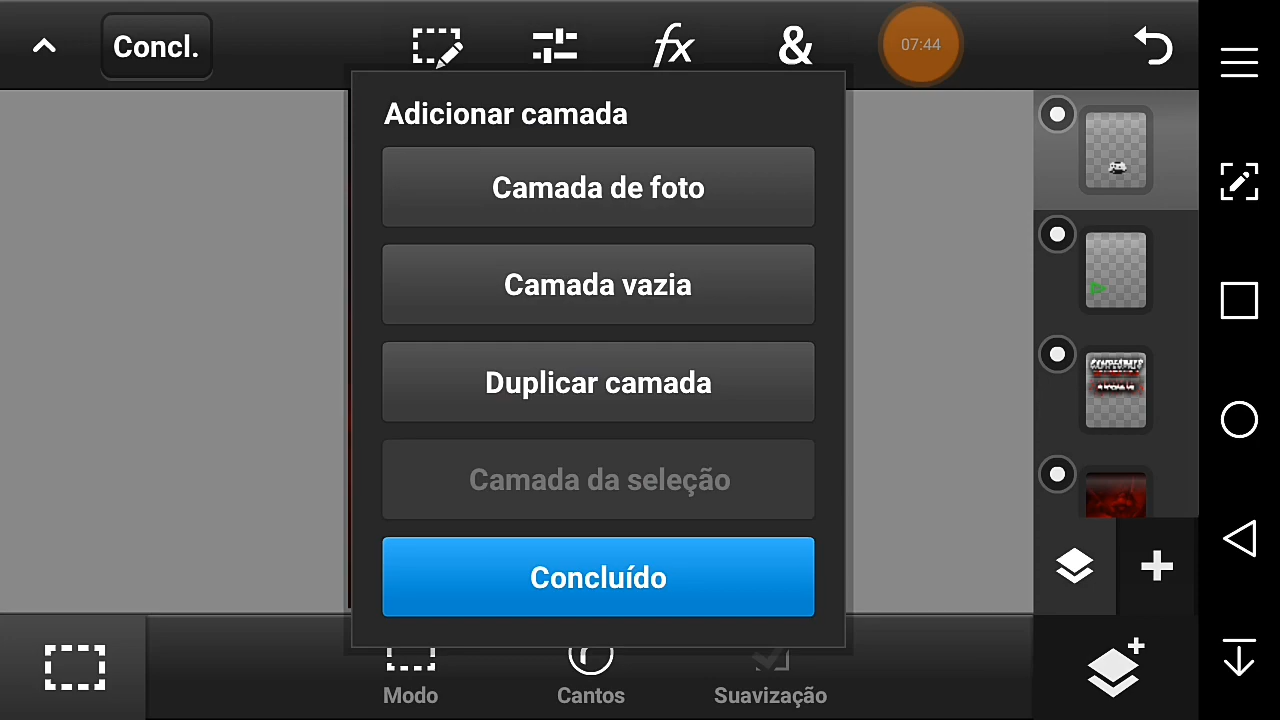 Concl.
fx
&
07:44
Adicionar camada
Camada de foto
Camada vazia
Duplicar camada
Camada da seleção
Concluído
Modo
Cantos
Suavização